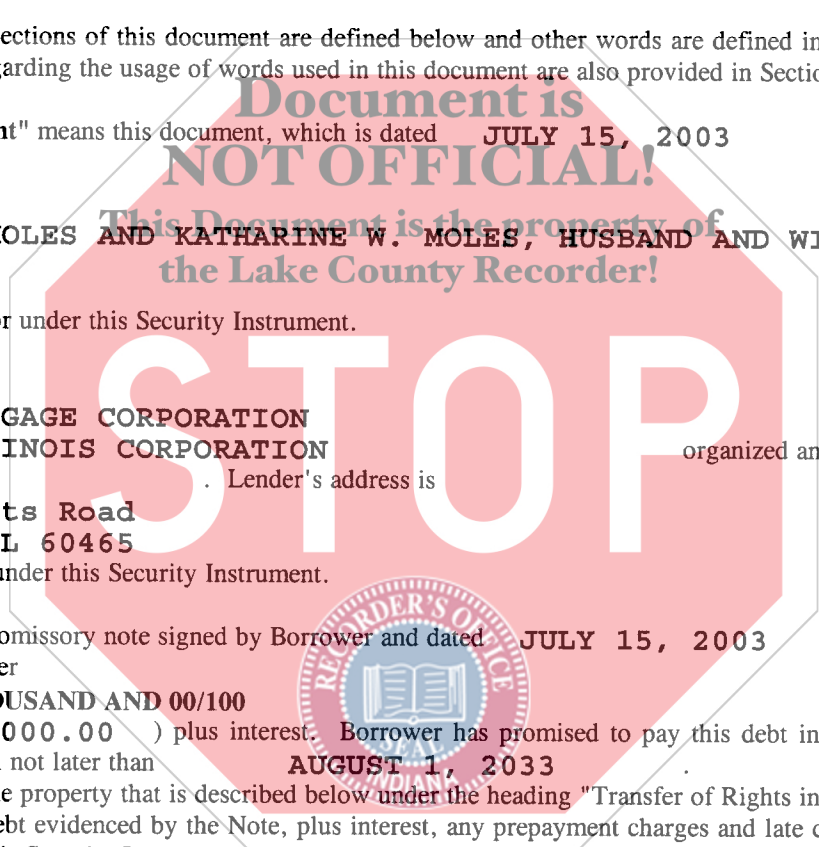 ections of this document are defined below and other words are defined in
garding the usage of words used in this document are also provided in Sectio
Document is
nt" means this document, which is dated JULY 15, 2003
NOT OFFICIAL!
This Document is the property of
OLES AND KATHARINE W. MOLES, HUSBAND AND WI
the Lake County Recorder!
r under this Security Instrument.
STOP
GAGE CORPORATION
INOIS CORPORATION organized an
. Lender's address is
ts Road
L 60465
under this Security Instrument.
RECORDER'S OFFICE
omissory note signed by Borrower and dated JULY 15, 2003
er
OUSAND AND 00/100
000.00 ) plus interest. Borrower has promised to pay this debt in
SEAL
not later than AUGUST 1, 2033 .
INDIANA
e property that is described below under the heading "Transfer of Rights in
ebt evidenced by the Note, plus interest, any prepayment charges and late c